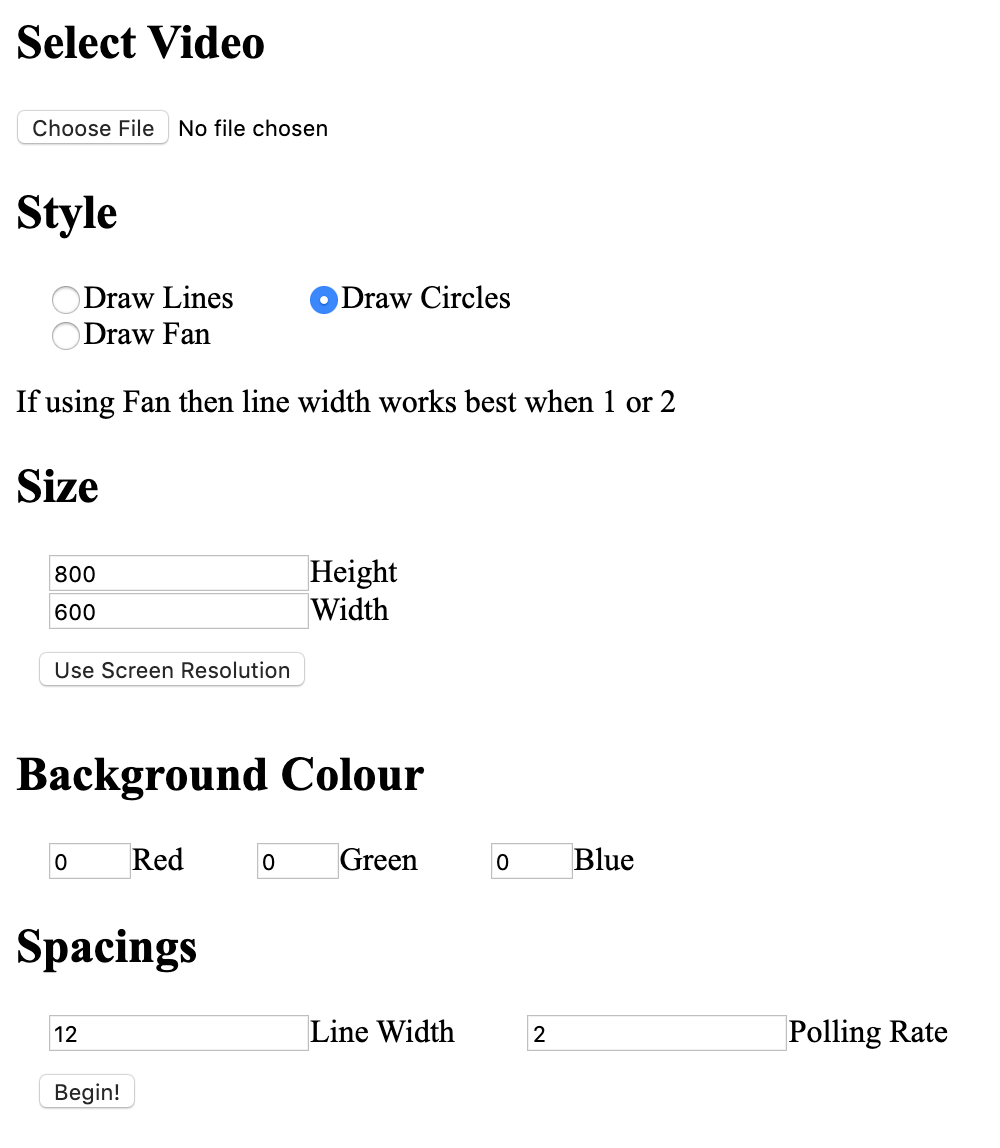 Select Video
Choose File No file chosen
Style
Draw Lines Draw Circles
Draw Fan
If using Fan then line width works best when 1 or 2
Size
800 Height
600 Width
Use Screen Resolution
Background Colour
0 Red 0 Green 0 Blue
Spacings
12 Line Width 2 Polling Rate
Begin!